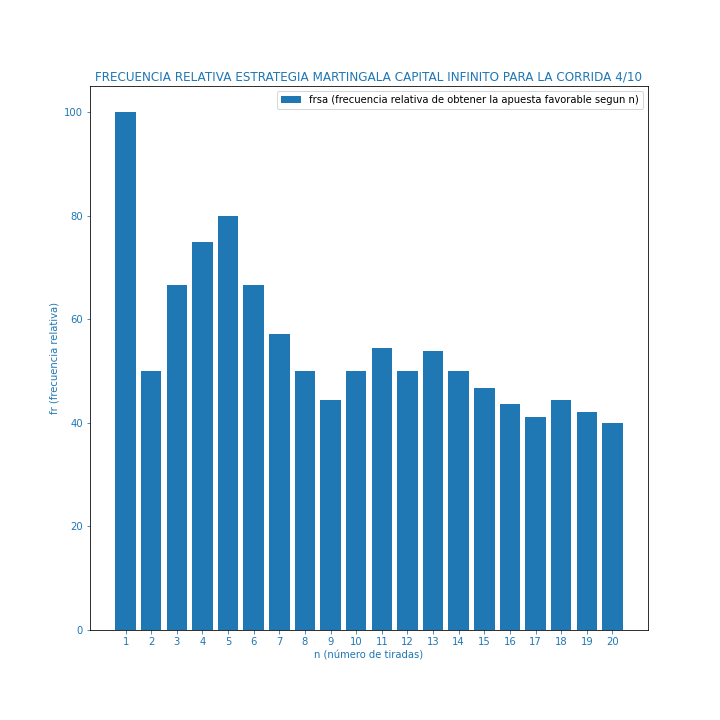 FRECUENCIA RELATIVA ESTRATEGIA MARTINGALA CAPITAL INFINITO PARA LA CORRIDA 4/10
frsa (frecuencia relativa de obtener la apuesta favorable segun n)
fr (frecuencia relativa)
100
80
60
40
20
0
1 2 3 4 5 6 7 8 9 10 11 12 13 14 15 16 17 18 19 20
n (número de tiradas)